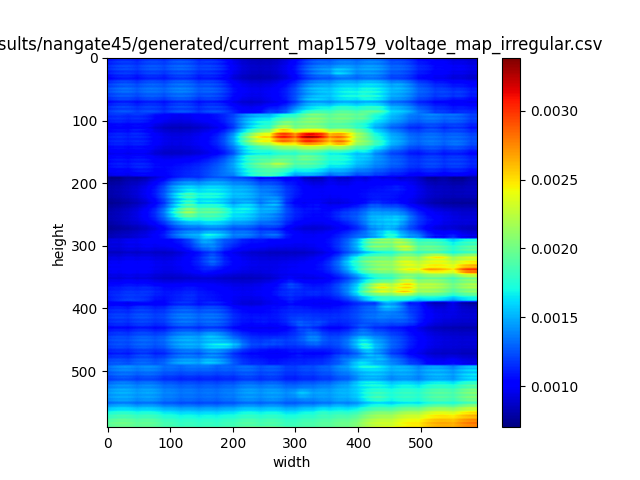 sults/nangate45/generated/current_map1579_voltage_map_irregular.csv
0
100
200
300
400
500
height
0 100 200 300 400 500
width
0.0030
0.0025
0.0020
0.0015
0.0010